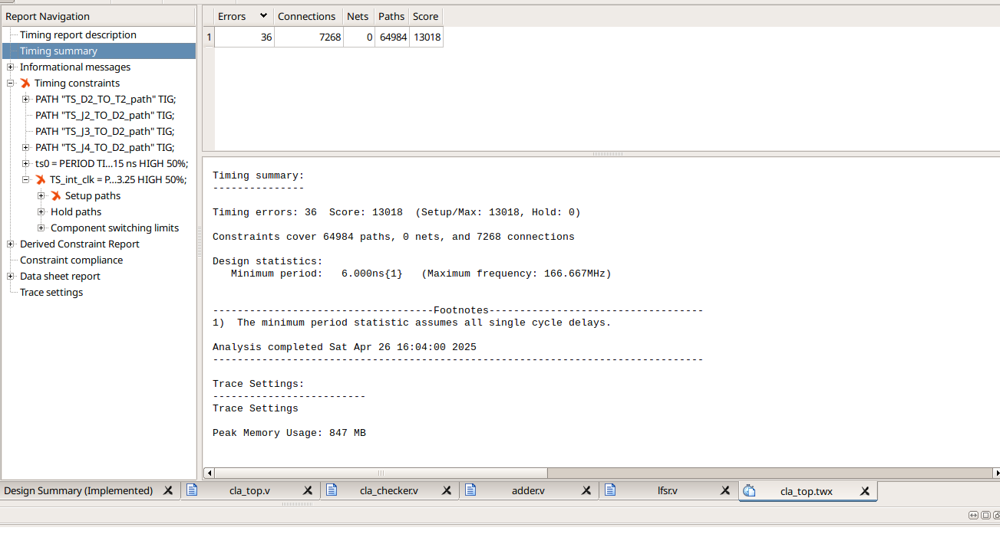 Report Navigation
Timing report description
Timing summary
Informational messages
Timing constraints
PATH "TS_D2_TO_T2_path" TIG;
PATH "TS_J2_TO_D2_path" TIG;
PATH "TS_J3_TO_D2_path" TIG;
PATH "TS_J4_TO_D2_path" TIG;
ts0 = PERIOD TI...15 ns HIGH 50%;
TS_int_clk = P...3.25 HIGH 50%;
Setup paths
Hold paths
Component switching limits
Derived Constraint Report
Constraint compliance
Data sheet report
Trace settings
Errors Connections Nets Paths Score
1 36 7268 0 64984 13018
Timing summary:
---------------
Timing errors: 36  Score: 13018  (Setup/Max: 13018, Hold: 0)
Constraints cover 64984 paths, 0 nets, and 7268 connections
Design statistics:
   Minimum period:   6.000ns{1}   (Maximum frequency: 166.667MHz)
------------------------------------Footnotes-----------------------------------
1)  The minimum period statistic assumes all single cycle delays.
Analysis completed Sat Apr 26 16:04:00 2025
--------------------------------------------------------------------------------
Trace Settings:
-------------------------
Trace Settings
Peak Memory Usage: 847 MB
Design Summary (Implemented) cla_top.v cla_checker.v adder.v lfsr.v cla_top.twx